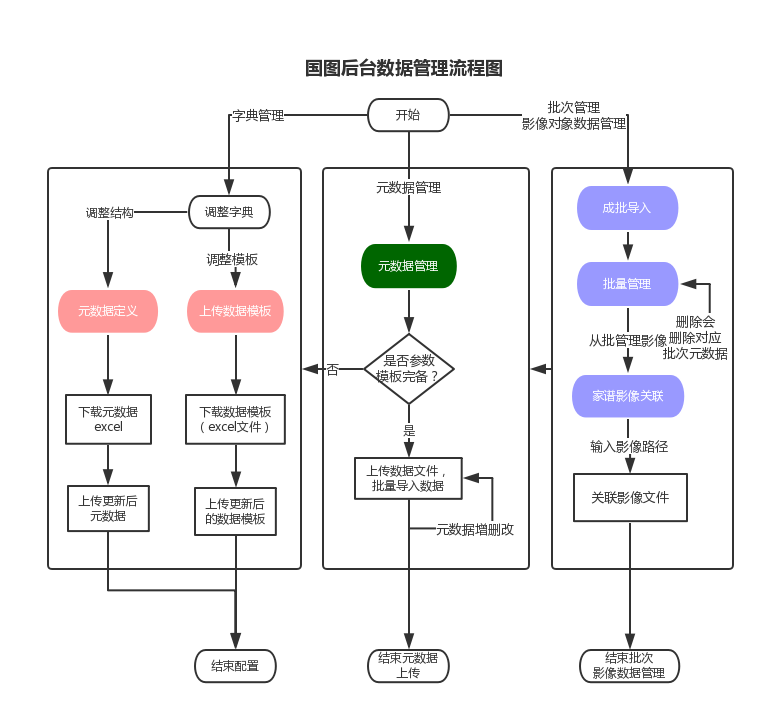 国图后台数据管理流程图
开始
字典管理
批次管理
影像对象数据管理
元数据管理
调整结构
调整字典
调整模板
元数据定义
上传数据模板
下载元数据
excel
下载数据模板
（excel文件）
上传更新后
元数据
上传更新后
的数据模板
结束配置
元数据管理
是否参数
模板完备？
否
是
上传数据文件，
批量导入数据
元数据增删改
结束元数据
上传
成批导入
批量管理
删除会
删除对应
批次元数据
从批管理影像
家谱影像关联
输入影像路径
关联影像文件
结束批次
影像数据管理